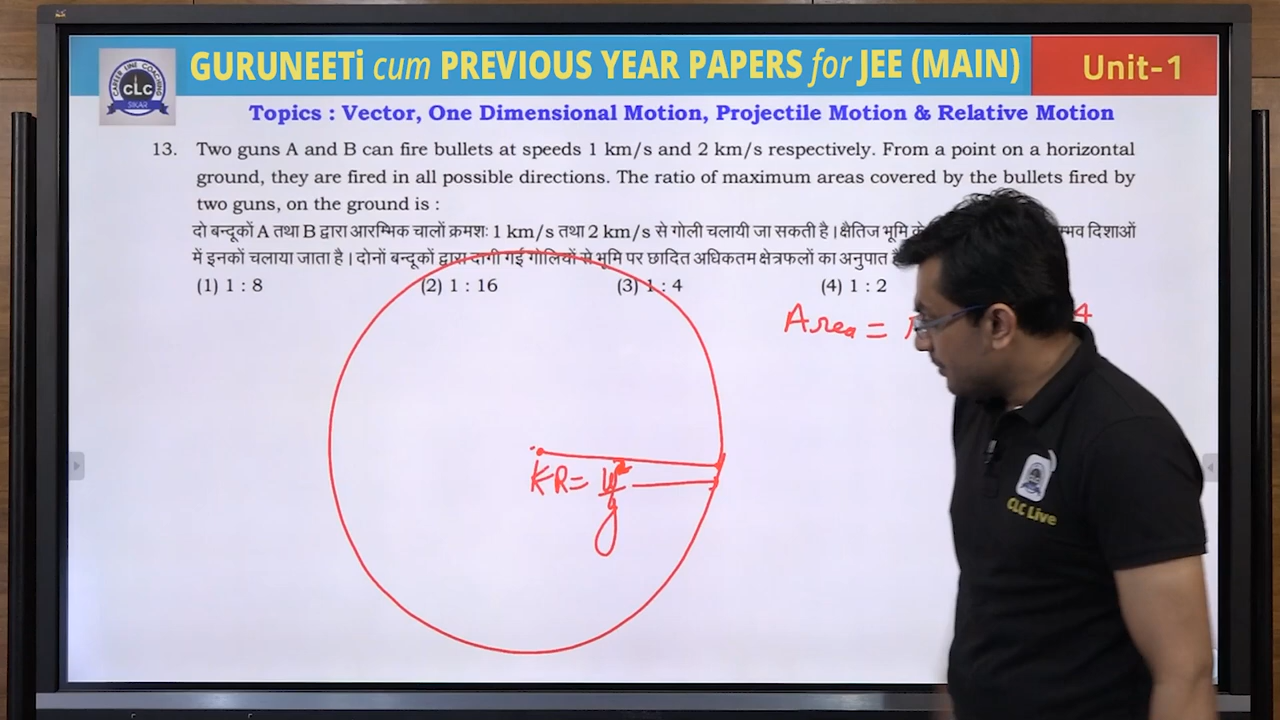 GURUNEETi cum PREVIOUS YEAR PAPERS for JEE (MAIN)
Unit-1
CAREER LINE COACHING
CLC
SIKAR
Topics : Vector, One Dimensional Motion, Projectile Motion & Relative Motion
13. Two guns A and B can fire bullets at speeds 1 km/s and 2 km/s respectively. From a point on a horizontal
ground, they are fired in all possible directions. The ratio of maximum areas covered by the bullets fired by
two guns, on the ground is :
दो बन्दूकों A तथा B द्वारा आरम्भिक चालों क्रमशः 1 km/s तथा 2 km/s से गोली चलायी जा सकती है। क्षैतिज भूमि के दिशाओं
में इनकों चलाया जाता है। दोनों बन्दूकों द्वारा दागी गई गोलियों से भूमि पर छादित अधिकतम क्षेत्रफलों का अनुपात
(1) 1 : 8 (2) 1 : 16 (3) 1 : 4 (4) 1 : 2
Area = 4
R = u²/g
CLC Live